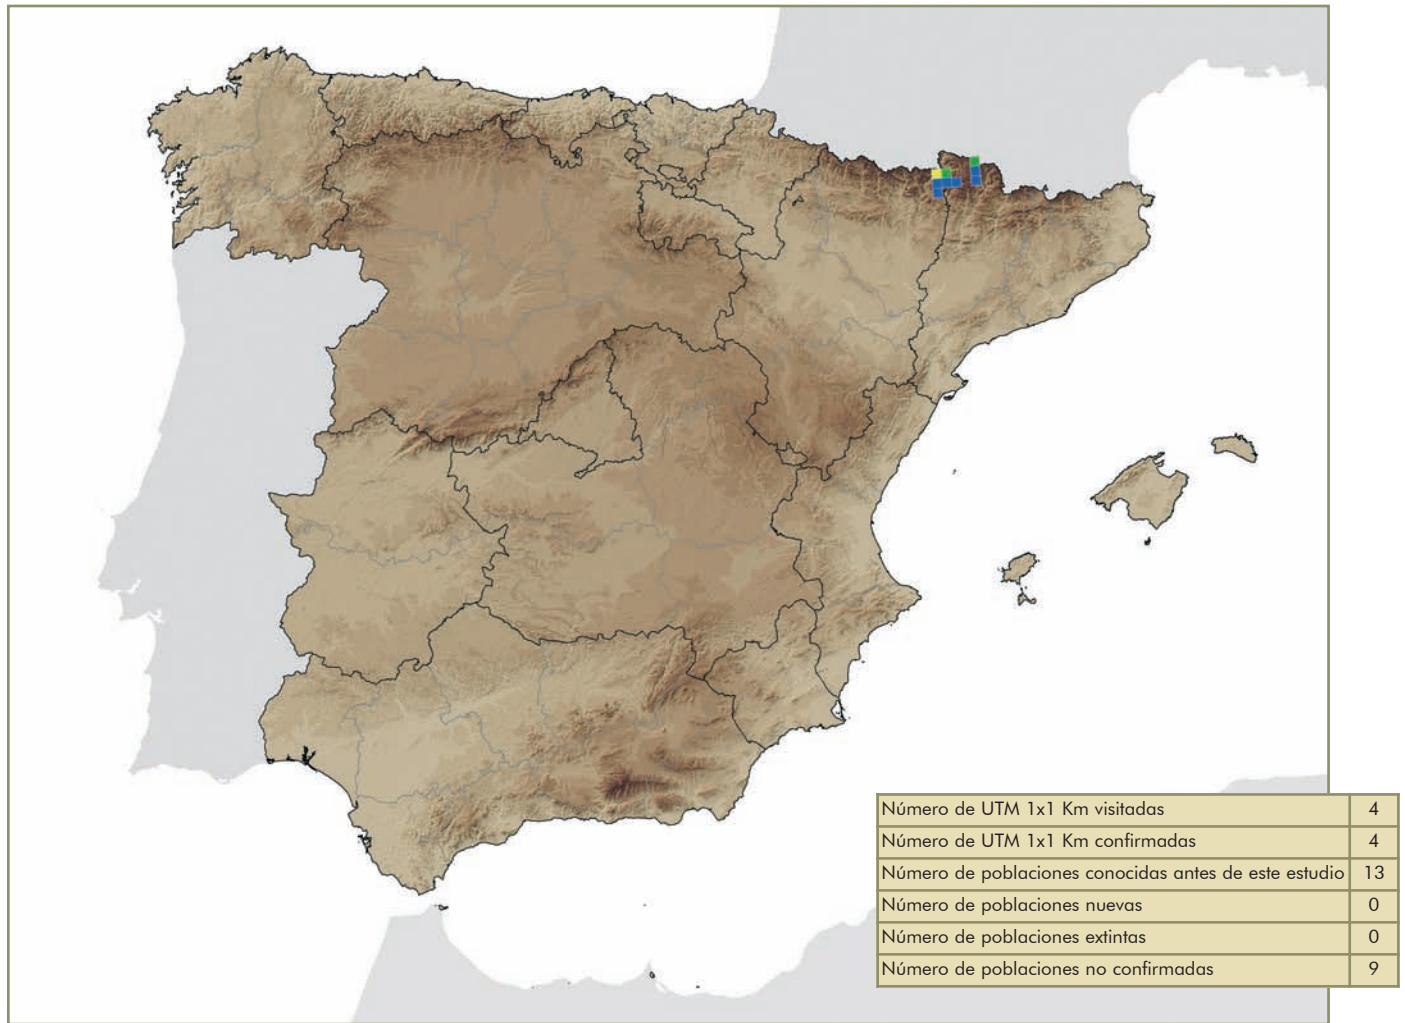 Número de UTM 1x1 Km visitadas 4
Número de UTM 1x1 Km confirmadas 4
Número de poblaciones conocidas antes de este estudio 13
Número de poblaciones nuevas 0
Número de poblaciones extintas 0
Número de poblaciones no confirmadas 9